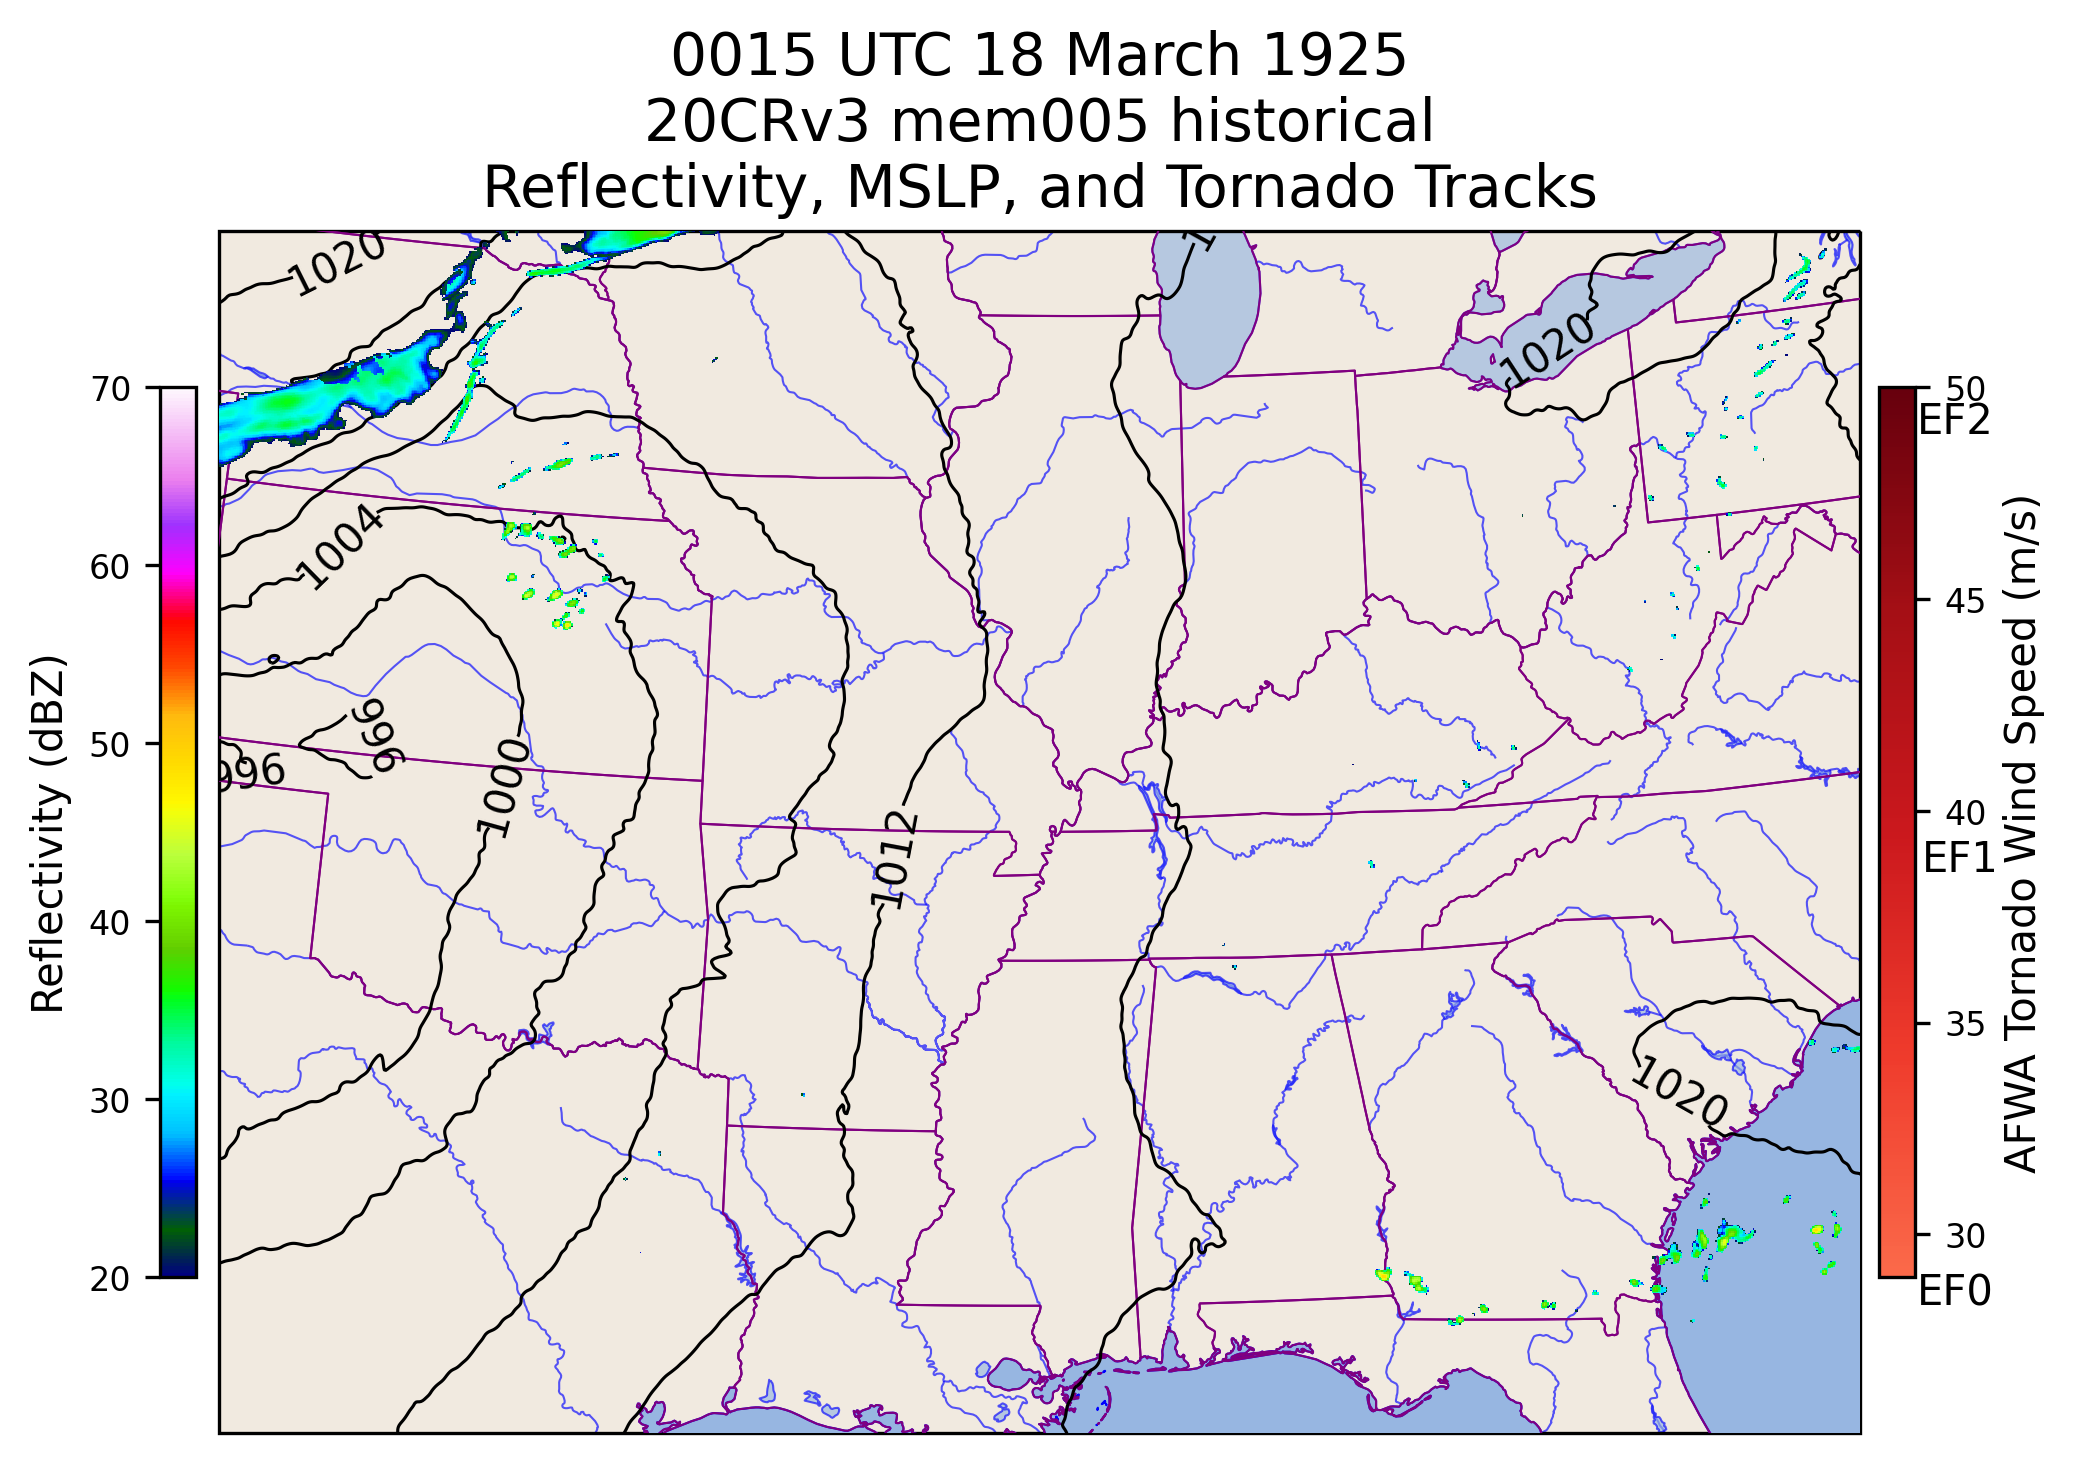 0015 UTC 18 March 1925
20CRv3 mem005 historical
Reflectivity, MSLP, and Tornado Tracks
1020
1020
1004
996
996
1000
1012
1020
70
60
50
40
30
20
Reflectivity (dBZ)
50
EF2
45
40
EF1
35
30
EF0
AFWA Tornado Wind Speed (m/s)